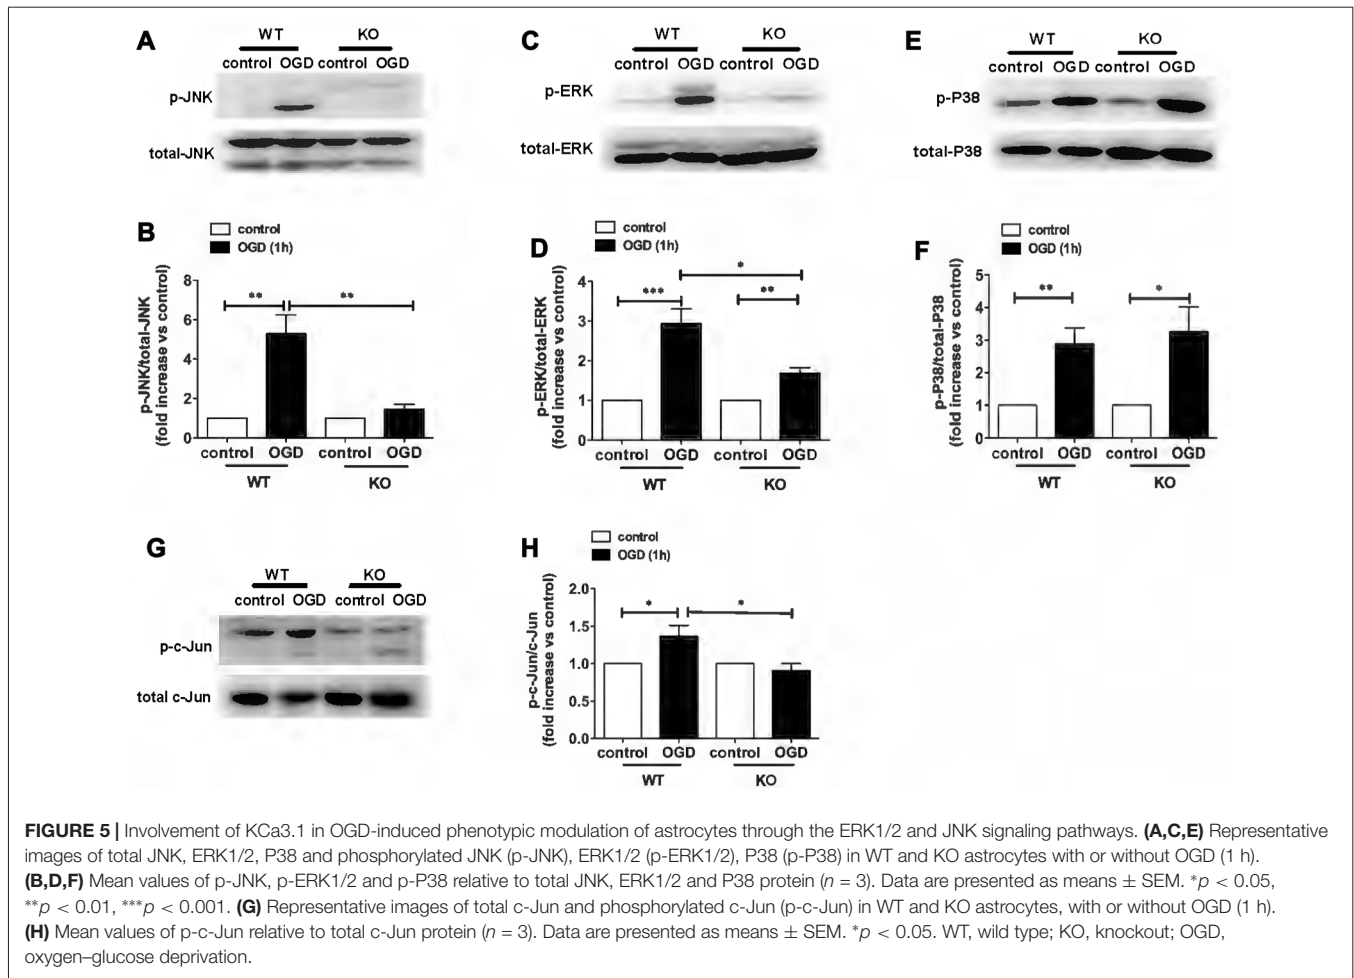 A
WT KO
control OGD control OGD
p-JNK
total-JNK
C
WT KO
control OGD control OGD
p-ERK
total-ERK
E
WT KO
control OGD control OGD
p-P38
total-P38
B
control
OGD (1h)
p-JNK/total-JNK
(fold increase vs control)
8
6
4
2
0
** **
control OGD control OGD
WT KO
D
control
OGD (1h)
p-ERK/total-ERK
(fold increase vs control)
4
3
2
1
0
*
*** **
control OGD control OGD
WT KO
F
control
OGD (1h)
p-P38/total-P38
(fold increase vs control)
5
4
3
2
1
0
** *
control OGD control OGD
WT KO
G
WT KO
control OGD control OGD
p-c-Jun
total c-Jun
H
control
OGD (1h)
p-c-Jun/c-Jun
(fold increase vs control)
2.0
1.5
1.0
0.5
0.0
* *
control OGD control OGD
WT KO
FIGURE 5 | Involvement of KCa3.1 in OGD-induced phenotypic modulation of astrocytes through the ERK1/2 and JNK signaling pathways. (A,C,E) Representative
images of total JNK, ERK1/2, P38 and phosphorylated JNK (p-JNK), ERK1/2 (p-ERK1/2), P38 (p-P38) in WT and KO astrocytes with or without OGD (1 h).
(B,D,F) Mean values of p-JNK, p-ERK1/2 and p-P38 relative to total JNK, ERK1/2 and P38 protein (n = 3). Data are presented as means ± SEM. *p < 0.05,
**p < 0.01, ***p < 0.001. (G) Representative images of total c-Jun and phosphorylated c-Jun (p-c-Jun) in WT and KO astrocytes, with or without OGD (1 h).
(H) Mean values of p-c-Jun relative to total c-Jun protein (n = 3). Data are presented as means ± SEM. *p < 0.05. WT, wild type; KO, knockout; OGD,
oxygen–glucose deprivation.